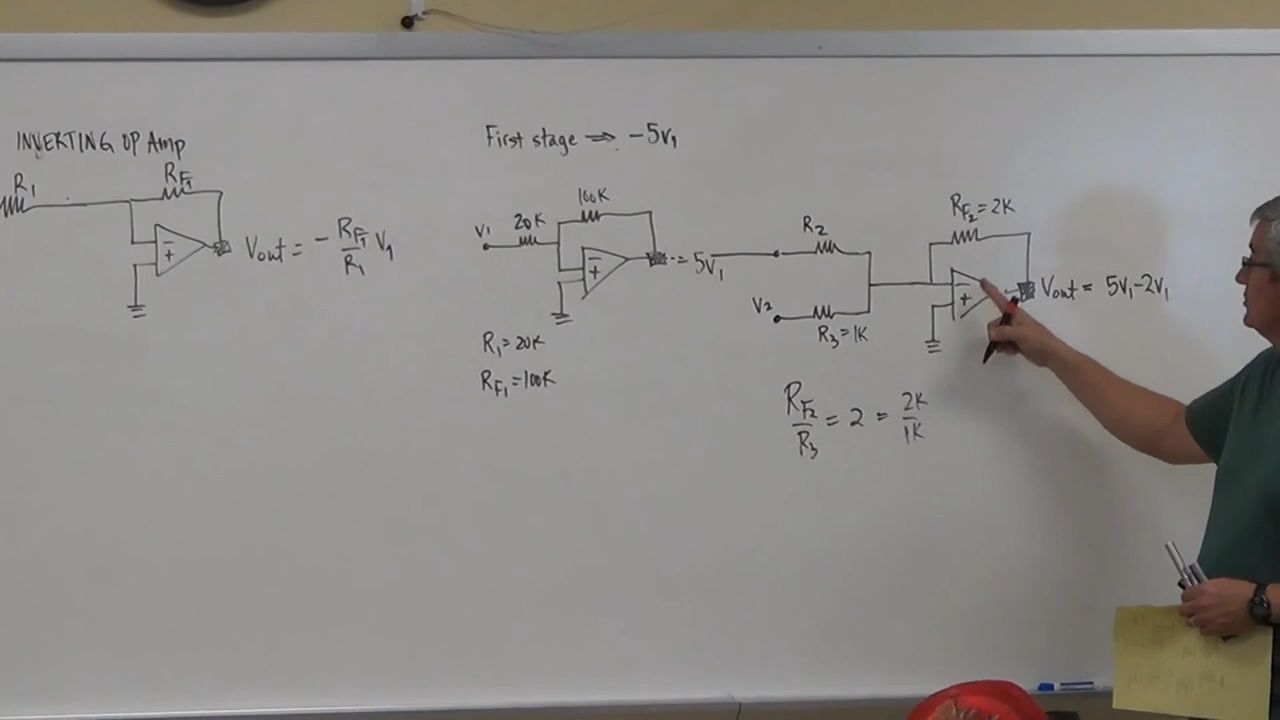 INVERTING OP Amp
R1
RF1
Vout = - RF1/R1 V1
First stage ⇒ -5V1
V1
20K
100K
- +
-= 5V1
R1=20K
RF1=100K
R2
V2
R3=1K
RF2=2K
- +
Vout = 5V1-2V1
RF2/R3 = 2 = 2K/1K